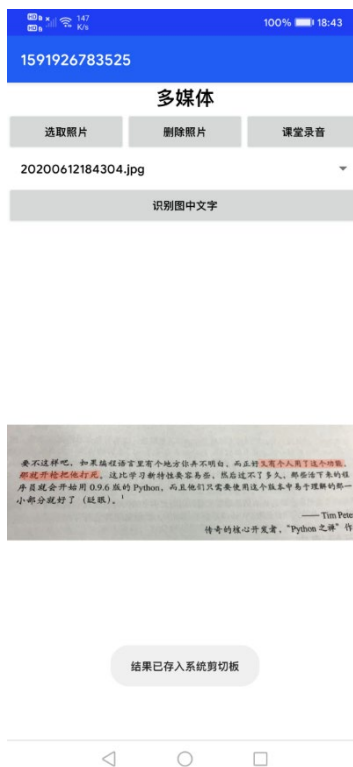 HD B x 147
HD B K/s 100% 18:43
1591926783525
多媒体
选取照片 删除照片 课堂录音
20200612184304.jpg
识别图中文字
要不这样吧，如果编程语言里有个地方你弄不明白，而正好又有个人用了这个功能，
那就开枪把他打死。这比学习新特性要容易些，然后过不了多久，那些活下来的程
序员就会开始用 0.9.6 版的 Python，而且他们只需要使用这个版本中易于理解的那一
小部分就好了（眨眼）。1
—— Tim Pete
传奇的核心开发者，“Python 之禅”作
结果已存入系统剪切板